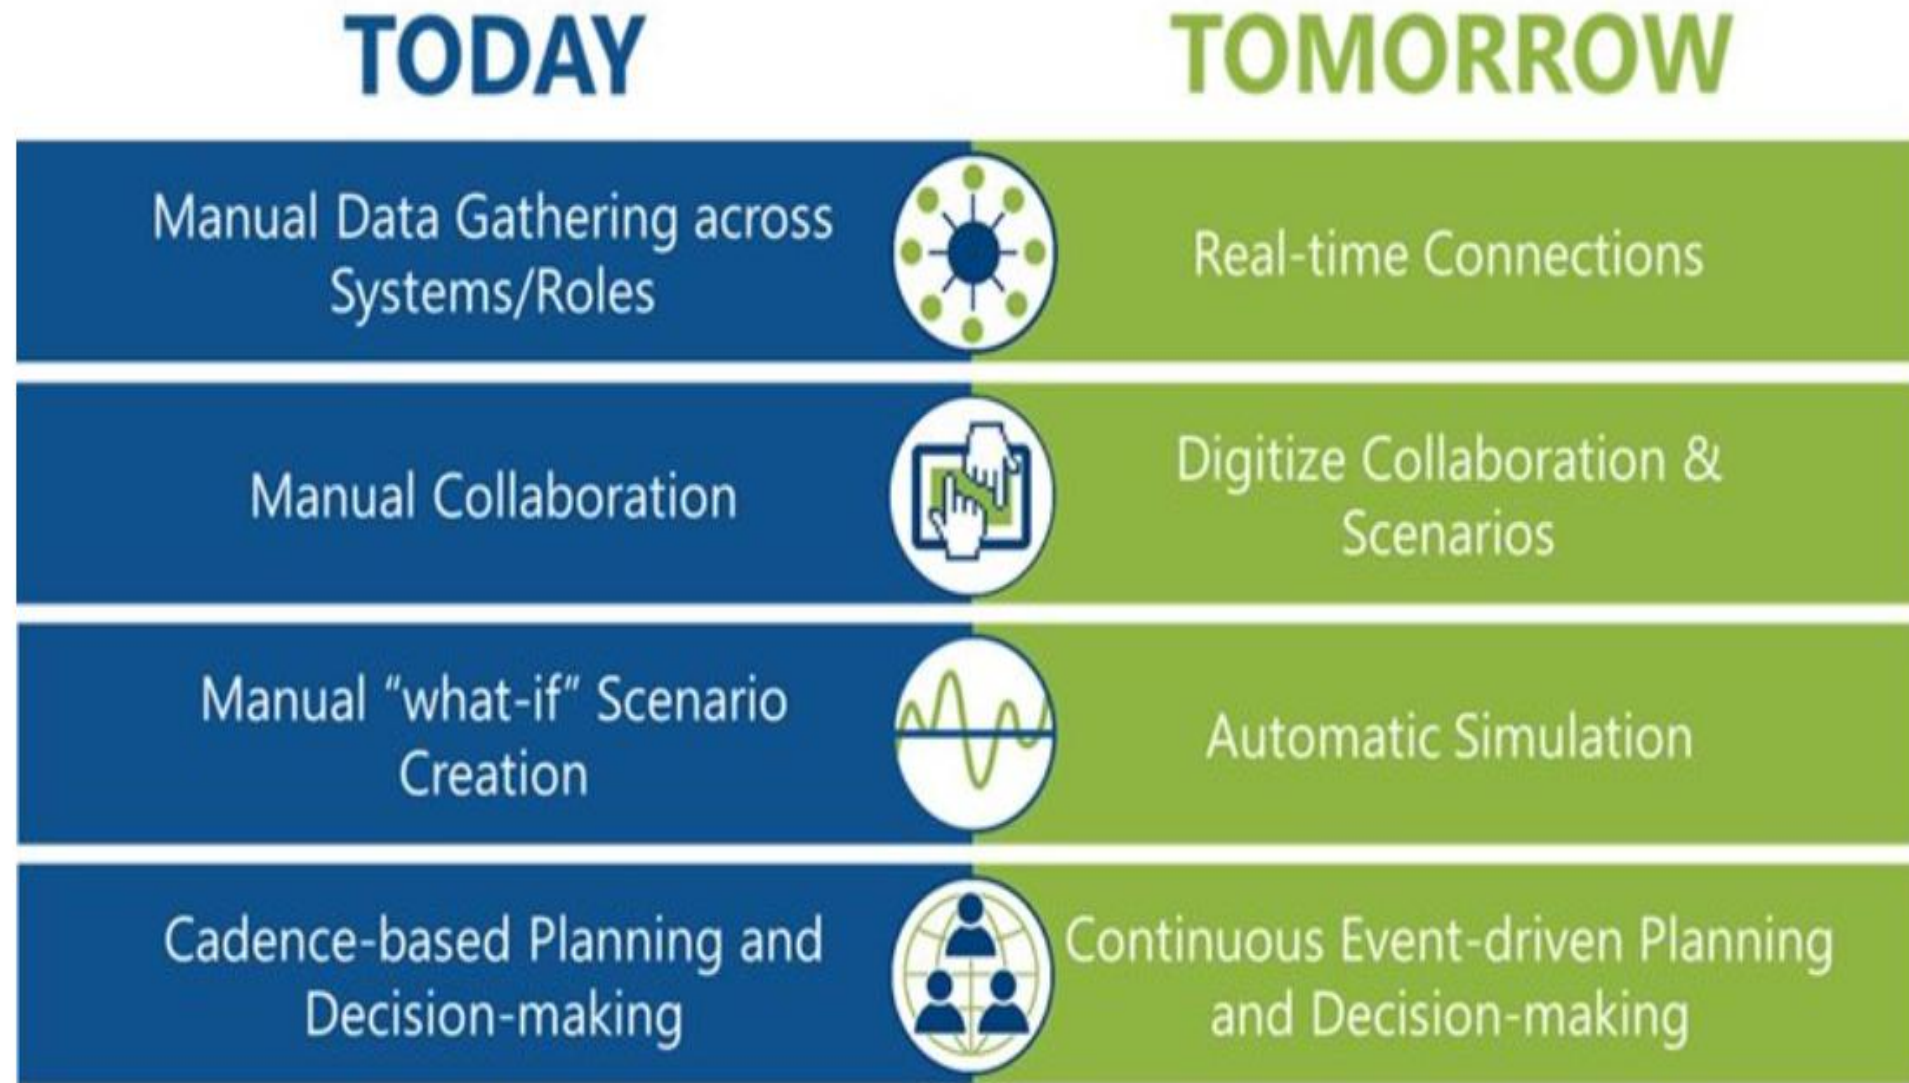 TODAY
TOMORROW
Manual Data Gathering across
Systems/Roles
Real-time Connections
Manual Collaboration
Digitize Collaboration &
Scenarios
Manual “what-if” Scenario
Creation
Automatic Simulation
Cadence-based Planning and
Decision-making
Continuous Event-driven Planning
and Decision-making